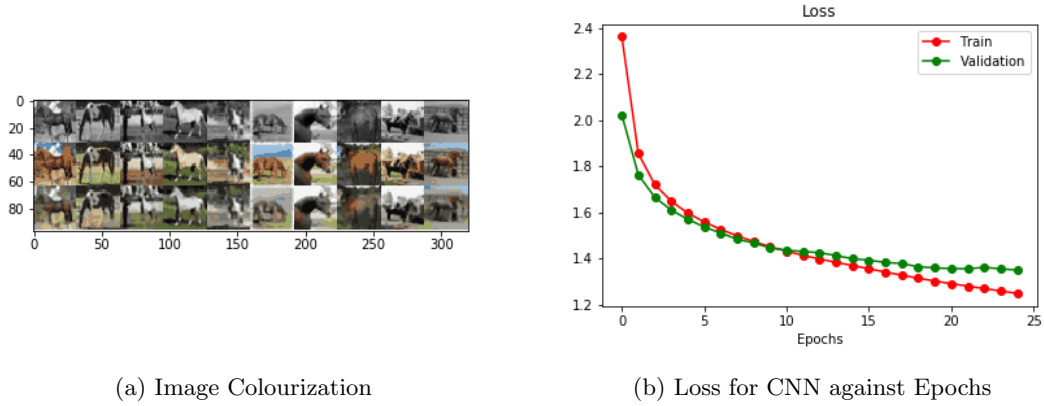 0
20
40
60
80
0 50 100 150 200 250 300
(a) Image Colourization
Loss
2.4
2.2
2.0
1.8
1.6
1.4
1.2
Train
Validation
0 5 10 15 20 25
Epochs
(b) Loss for CNN against Epochs